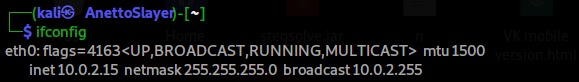 (kali㉿ AnettoSlayer)-[~]
$ ifconfig
eth0: flags=4163<UP,BROADCAST,RUNNING,MULTICAST> mtu 1500
inet 10.0.2.15 netmask 255.255.255.0 broadcast 10.0.2.255